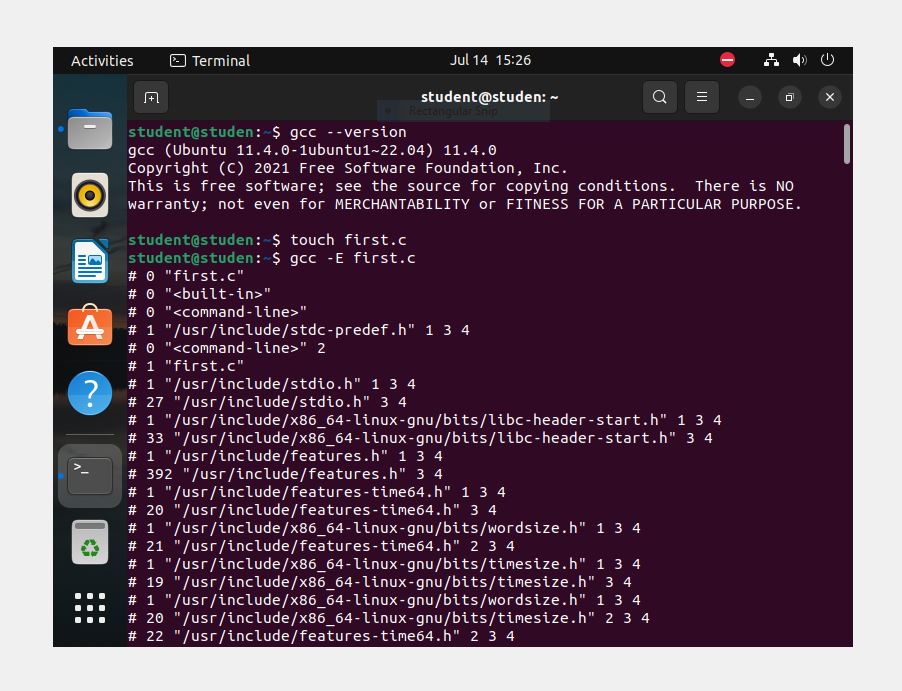 Activities
Terminal
Jul 14 15:26
student@studen: ~
Rectangular Snip
student@studen:~$ gcc --version
gcc (Ubuntu 11.4.0-1ubuntu1~22.04) 11.4.0
Copyright (C) 2021 Free Software Foundation, Inc.
This is free software; see the source for copying conditions.  There is NO
warranty; not even for MERCHANTABILITY or FITNESS FOR A PARTICULAR PURPOSE.
student@studen:~$ touch first.c
student@studen:~$ gcc -E first.c
# 0 "first.c"
# 0 "<built-in>"
# 0 "<command-line>"
# 1 "/usr/include/stdc-predef.h" 1 3 4
# 0 "<command-line>" 2
# 1 "first.c"
# 1 "/usr/include/stdio.h" 1 3 4
# 27 "/usr/include/stdio.h" 3 4
# 1 "/usr/include/x86_64-linux-gnu/bits/libc-header-start.h" 1 3 4
# 33 "/usr/include/x86_64-linux-gnu/bits/libc-header-start.h" 3 4
# 1 "/usr/include/features.h" 1 3 4
# 392 "/usr/include/features.h" 3 4
# 1 "/usr/include/features-time64.h" 1 3 4
# 20 "/usr/include/features-time64.h" 3 4
# 1 "/usr/include/x86_64-linux-gnu/bits/wordsize.h" 1 3 4
# 21 "/usr/include/features-time64.h" 2 3 4
# 1 "/usr/include/x86_64-linux-gnu/bits/timesize.h" 1 3 4
# 19 "/usr/include/x86_64-linux-gnu/bits/timesize.h" 3 4
# 1 "/usr/include/x86_64-linux-gnu/bits/wordsize.h" 1 3 4
# 20 "/usr/include/x86_64-linux-gnu/bits/timesize.h" 2 3 4
# 22 "/usr/include/features-time64.h" 2 3 4